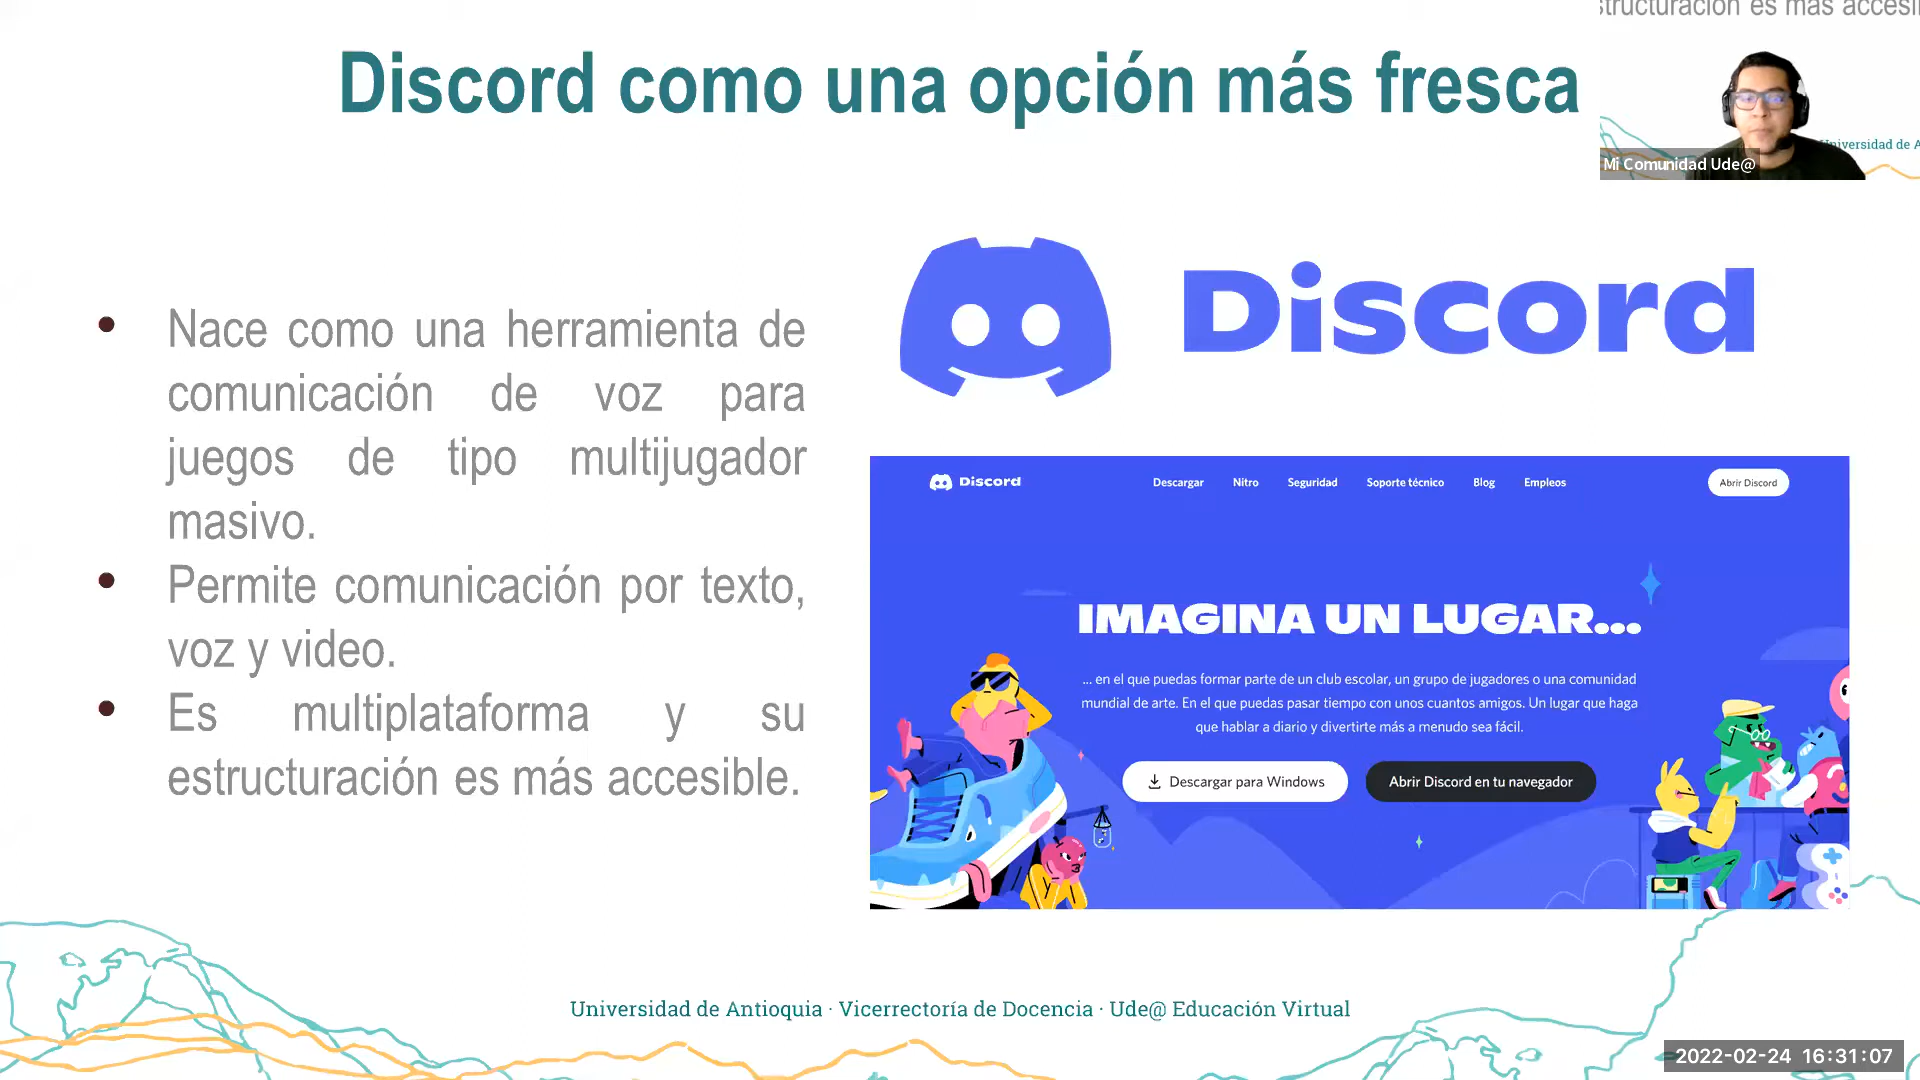 structuración es más accesi
Discord como una opción más fresca
Universidad de A
Mi Comunidad Ude@
Discord
Nace como una herramienta de
comunicación de voz para
juegos de tipo multijugador
masivo.
Permite comunicación por texto,
voz y video.
Es multiplataforma y su
estructuración es más accesible.
Discord Descargar Nitro Seguridad Soporte técnico Blog Empleos Abrir Discord
IMAGINA UN LUGAR...
... en el que puedas formar parte de un club escolar, un grupo de jugadores o una comunidad
mundial de arte. En el que puedas pasar tiempo con unos cuantos amigos. Un lugar que haga
que hablar a diario y divertirte más a menudo sea fácil.
Descargar para Windows Abrir Discord en tu navegador
Universidad de Antioquia · Vicerrectoría de Docencia · Ude@ Educación Virtual
2022-02-24 16:31:07